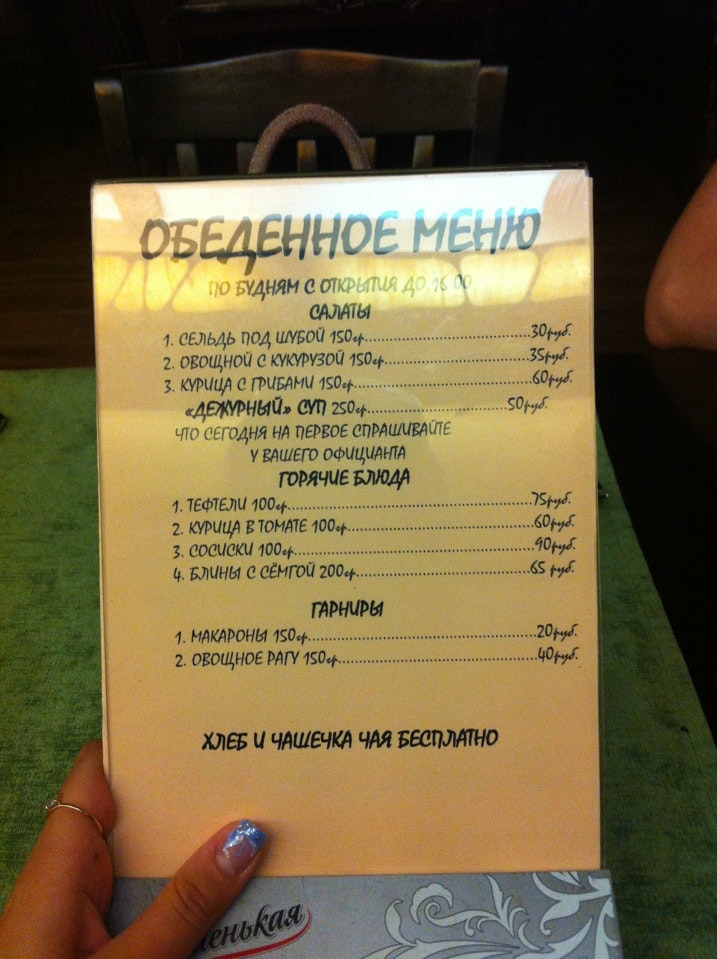 ОБЕДЕННОЕ МЕНЮ
ПО БУДНЯМ С ОТКРЫТИЯ ДО 16.00
САЛАТЫ
1. СЕЛЬДЬ ПОД ШУБОЙ 150гр.......................................30руб.
2. ОВОЩНОЙ С КУКУРУЗОЙ 150гр...................................35руб.
3. КУРИЦА С ГРИБАМИ 150гр.......................................60руб.
«ДЕЖУРНЫЙ» СУП 250гр...............................50руб.
ЧТО СЕГОДНЯ НА ПЕРВОЕ СПРАШИВАЙТЕ
У ВАШЕГО ОФИЦИАНТА
ГОРЯЧИЕ БЛЮДА
1. ТЕФТЕЛИ 100гр......................................................75руб.
2. КУРИЦА В ТОМАТЕ 100гр..........................................60руб.
3. СОСИСКИ 100гр.....................................................90руб.
4. БЛИНЫ С СЁМГОЙ 200гр.......................................65 руб.
ГАРНИРЫ
1. МАКАРОНЫ 150гр..................................................20руб.
2. ОВОЩНОЕ РАГУ 150гр............................................40руб.
ХЛЕБ И ЧАШЕЧКА ЧАЯ БЕСПЛАТНО